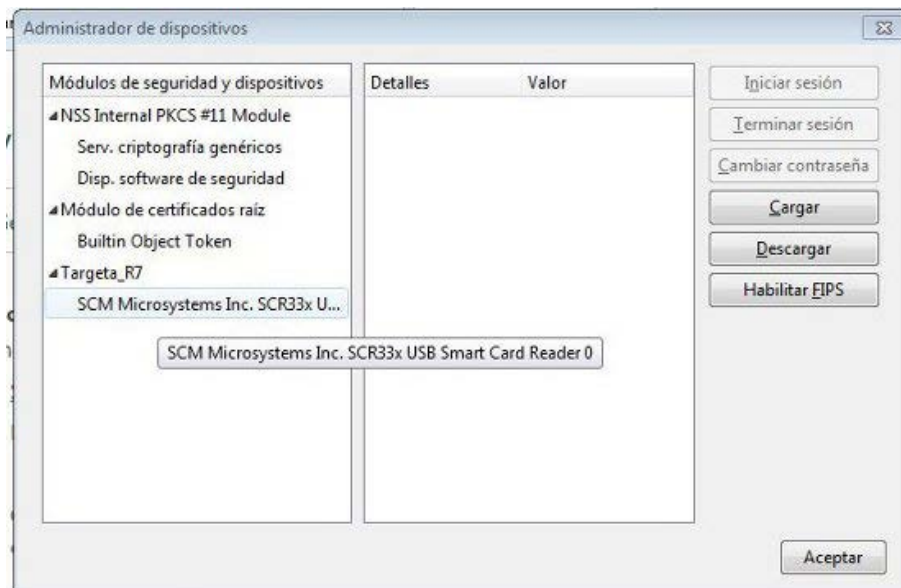 Administrador de dispositivos
Módulos de seguridad y dispositivos
NSS Internal PKCS #11 Module
Serv. criptografía genéricos
Disp. software de seguridad
Módulo de certificados raíz
Builtin Object Token
Targeta_R7
SCM Microsystems Inc. SCR33x U...
SCM Microsystems Inc. SCR33x USB Smart Card Reader 0
Detalles Valor
Iniciar sesión
Terminar sesión
Cambiar contraseña
Cargar
Descargar
Habilitar FIPS
Aceptar